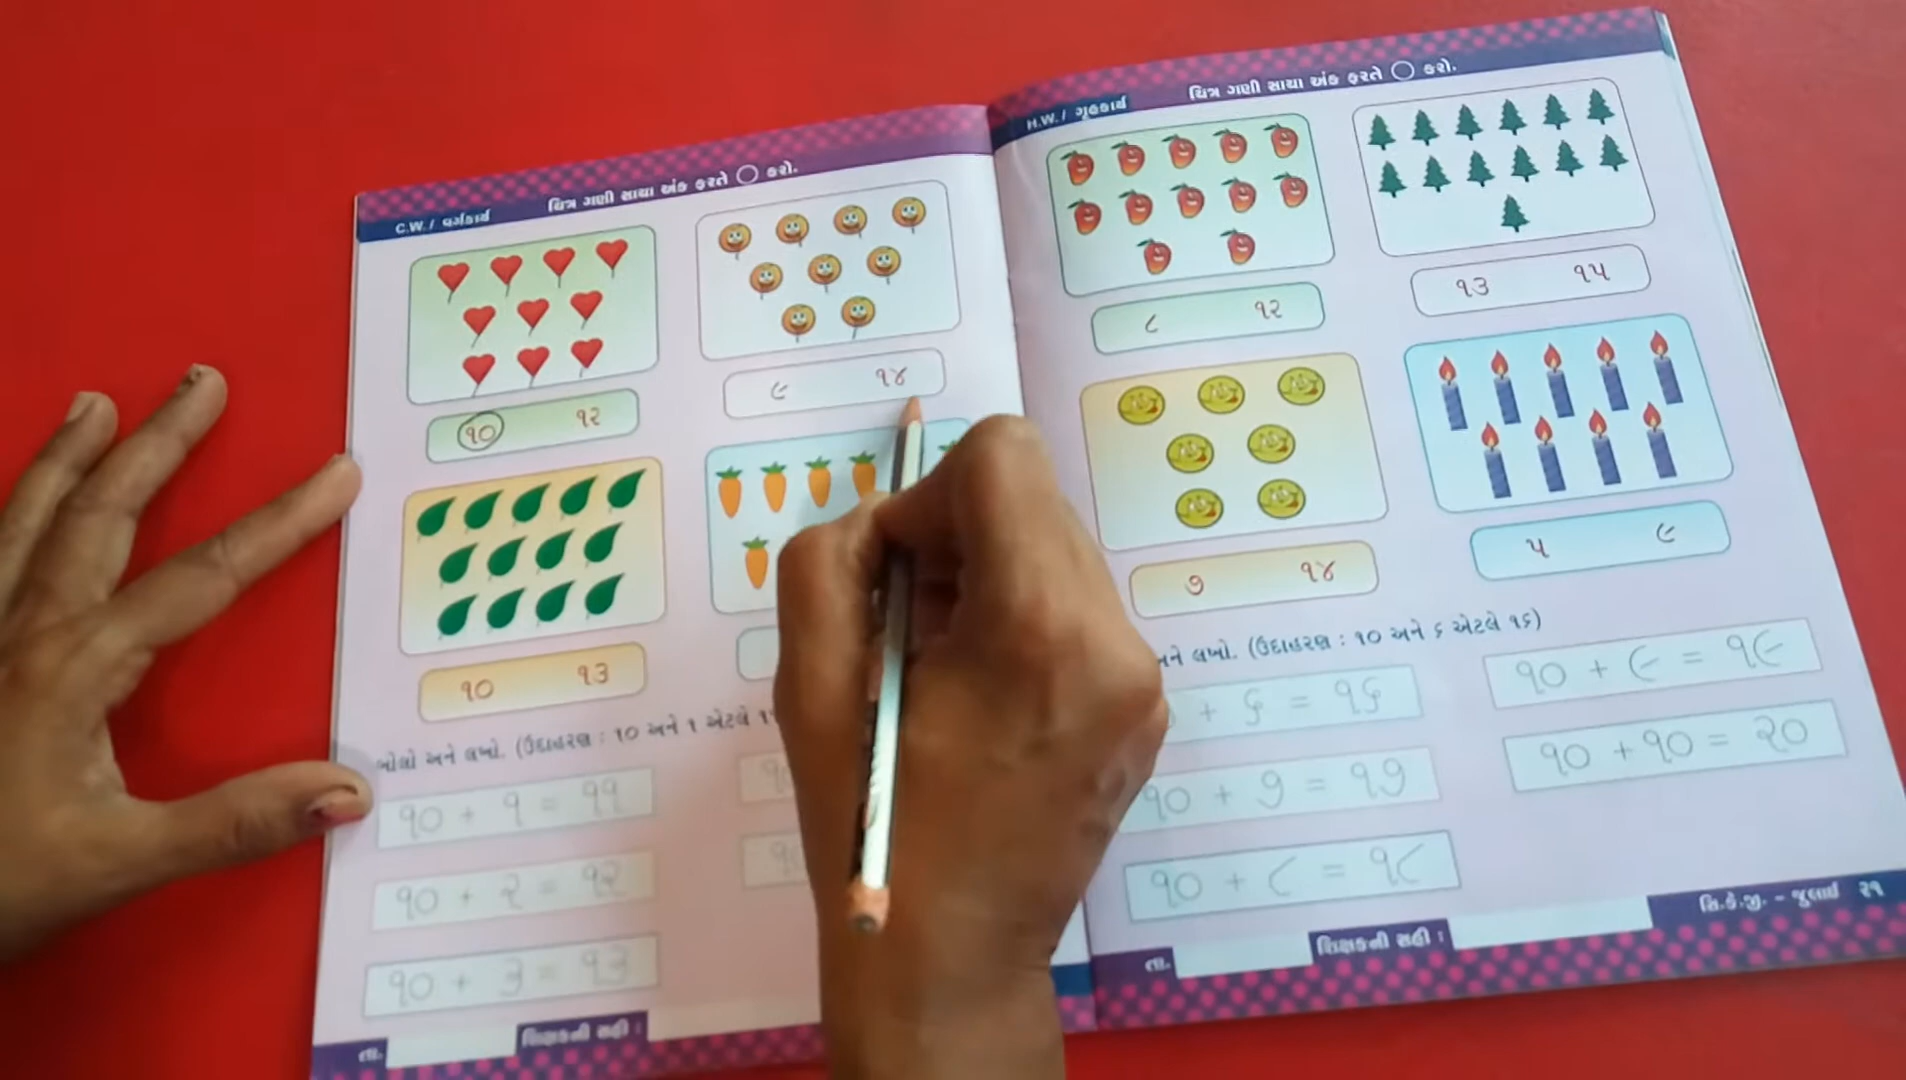 C.W. / વર્ગકાર્ય
ચિત્ર ગણી સાચા અંક ફરતે ◯ કરો.
૧૦ ૧૨
૯ ૧૪
૧૦ ૧૩
બોલો અને લખો. (ઉદાહરણ : ૧૦ અને ૧ એટલે
૧૦ + ૧ = ૧૧
૧૦ + ૨ = ૧૨
૧૦ + ૩ = ૧૩
તા.
શિક્ષકની સહી :
H.W. / ગૃહકાર્ય
ચિત્ર ગણી સાચા અંક ફરતે ◯ કરો.
૮ ૧૨
૧૩ ૧૫
૭ ૧૪
૫ ૯
અને લખો. (ઉદાહરણ : ૧૦ અને ૬ એટલે ૧૬)
+ ૬ = ૧૬
૧૦ + ૯ = ૧૯
૧૦ + ૭ = ૧૭
૧૦ + ૧૦ = ૨૦
૧૦ + ૮ = ૧૮
તા.
શિક્ષકની સહી :
સિ.કે.જી. - જુલાઈ ૨૧